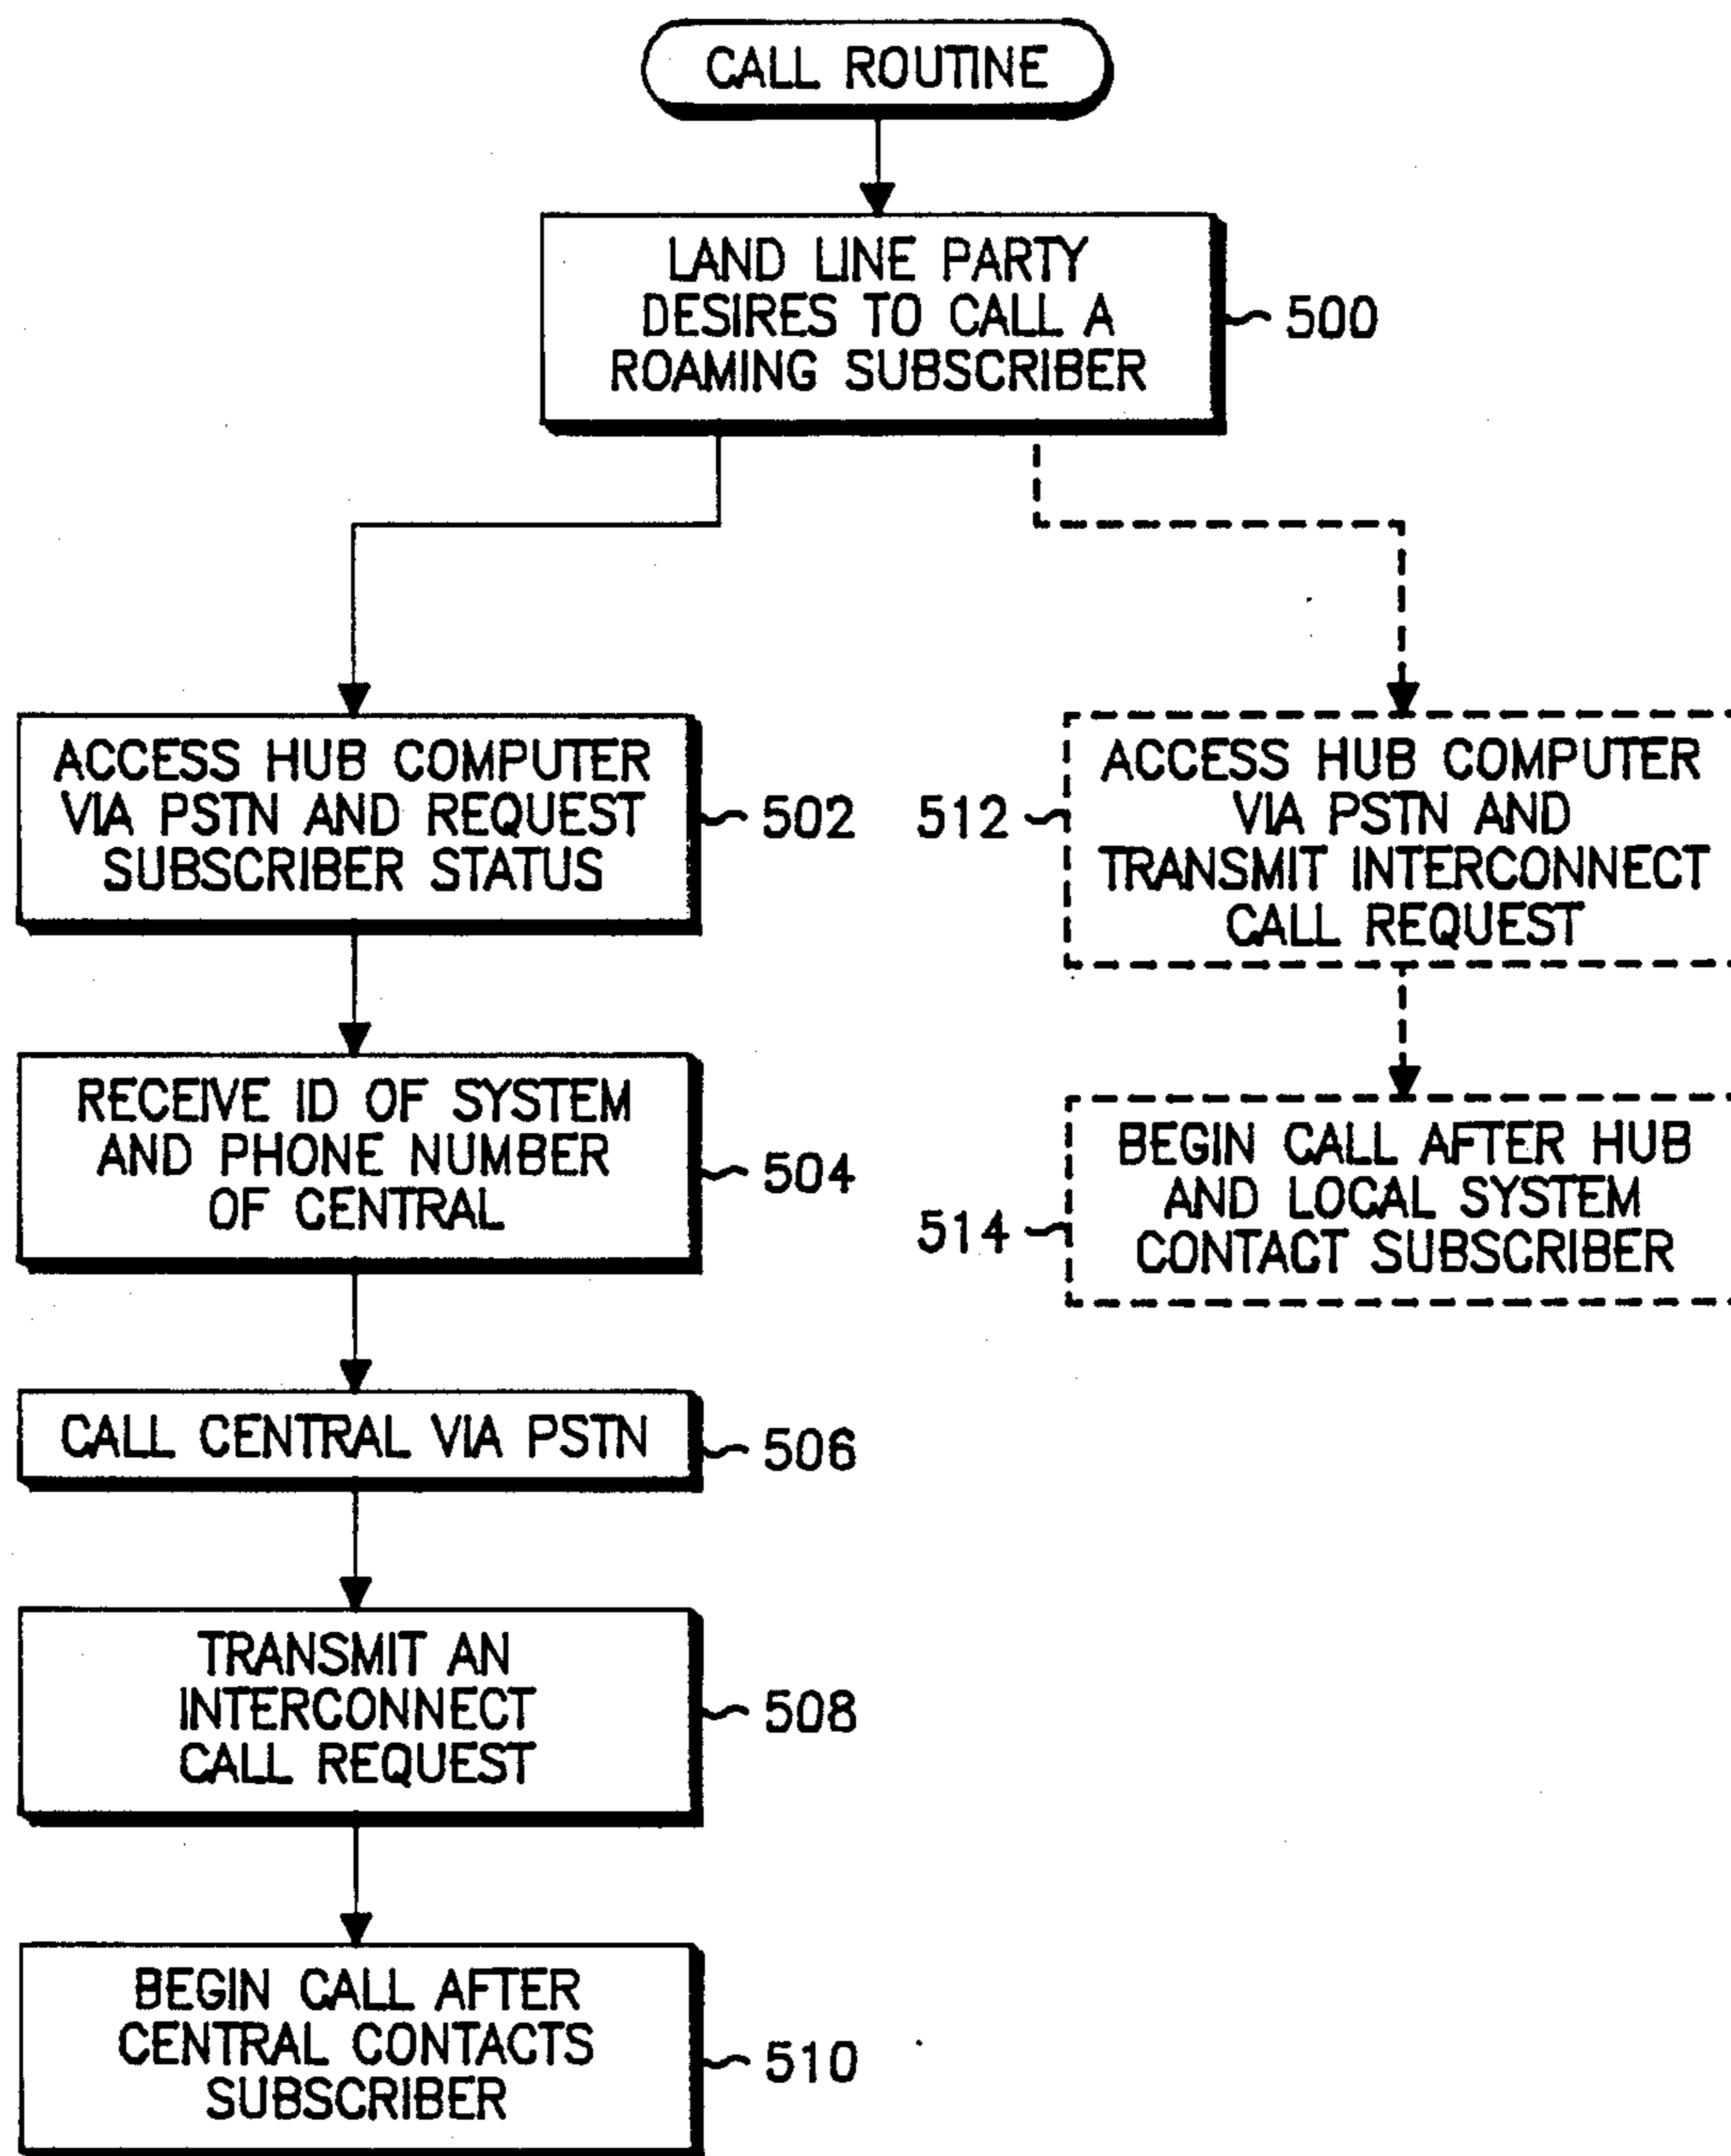 CALL ROUTINE
LAND LINE PARTY
DESIRES TO CALL A
ROAMING SUBSCRIBER
500
ACCESS HUB COMPUTER
VIA PSTN AND REQUEST
SUBSCRIBER STATUS
502
RECEIVE ID OF SYSTEM
AND PHONE NUMBER
OF CENTRAL
504
CALL CENTRAL VIA PSTN
506
TRANSMIT AN
INTERCONNECT
CALL REQUEST
508
BEGIN CALL AFTER
CENTRAL CONTACTS
SUBSCRIBER
510
512
ACCESS HUB COMPUTER
VIA PSTN AND
TRANSMIT INTERCONNECT
CALL REQUEST
514
BEGIN CALL AFTER HUB
AND LOCAL SYSTEM
CONTACT SUBSCRIBER